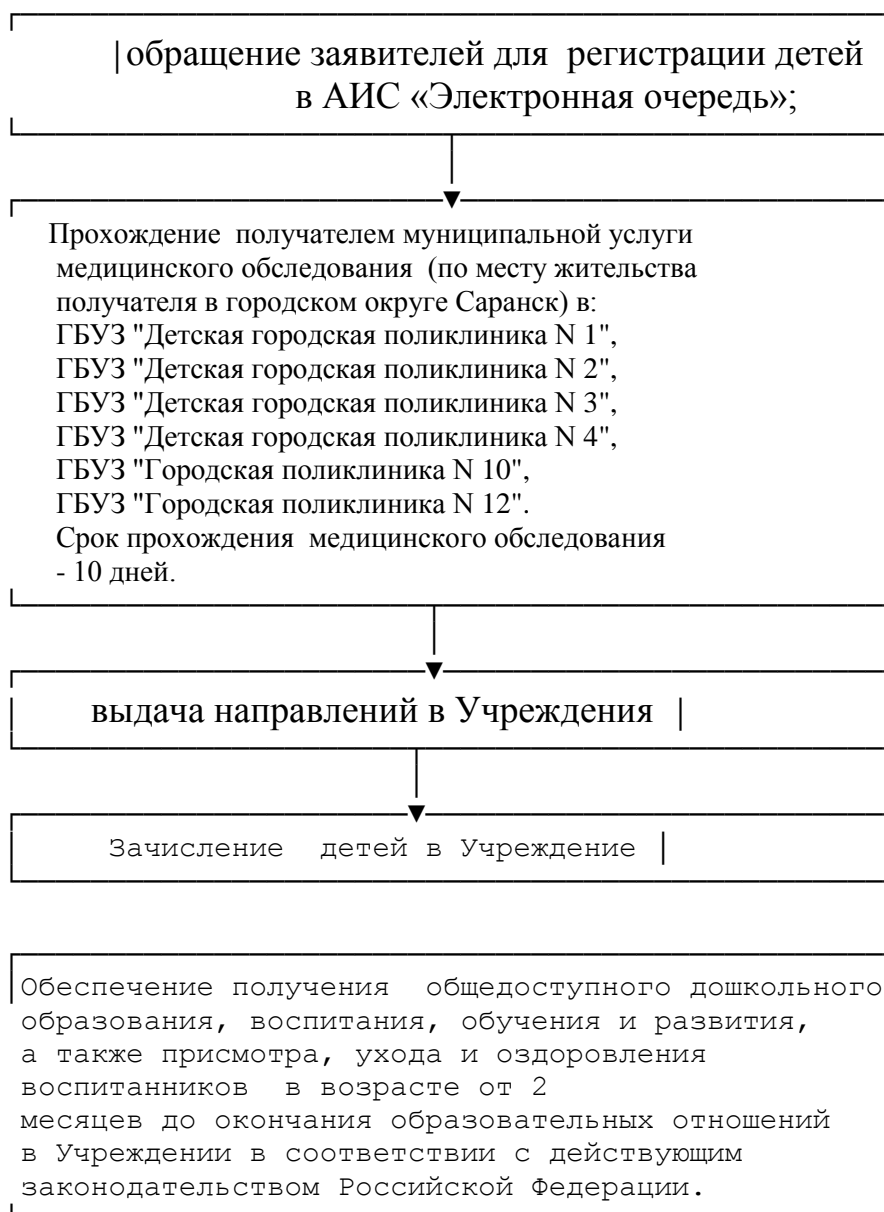 |обращение заявителей для регистрации детей
в АИС «Электронная очередь»;
Прохождение получателем муниципальной услуги
медицинского обследования (по месту жительства
получателя в городском округе Саранск) в:
ГБУЗ "Детская городская поликлиника N 1",
ГБУЗ "Детская городская поликлиника N 2",
ГБУЗ "Детская городская поликлиника N 3",
ГБУЗ "Детская городская поликлиника N 4",
ГБУЗ "Городская поликлиника N 10",
ГБУЗ "Городская поликлиника N 12".
Срок прохождения медицинского обследования
- 10 дней.
выдача направлений в Учреждения |
Зачисление детей в Учреждение |
Обеспечение получения общедоступного дошкольного
образования, воспитания, обучения и развития,
а также присмотра, ухода и оздоровления
воспитанников в возрасте от 2
месяцев до окончания образовательных отношений
в Учреждении в соответствии с действующим
законодательством Российской Федерации.